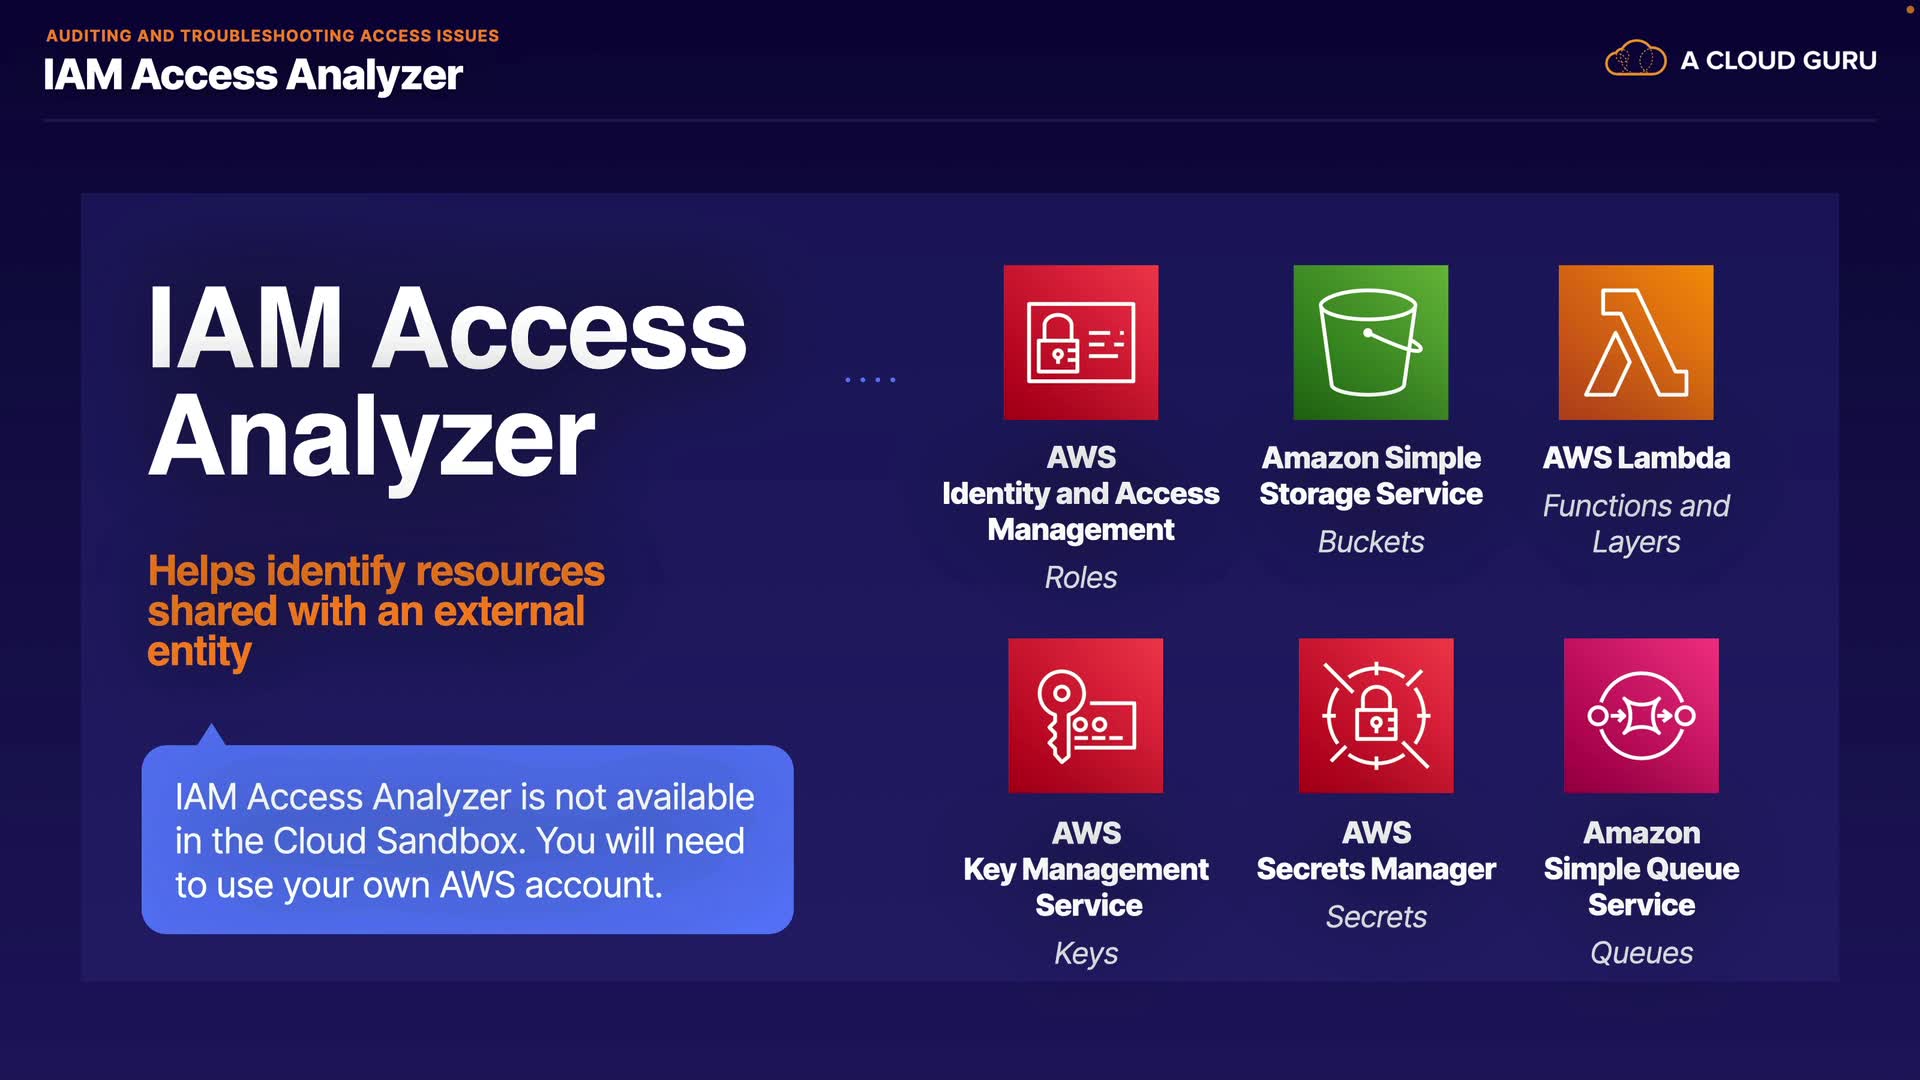 AUDITING AND TROUBLESHOOTING ACCESS ISSUES
IAM Access Analyzer
A CLOUD GURU
IAM Access
Analyzer
Helps identify resources
shared with an external
entity
IAM Access Analyzer is not available
in the Cloud Sandbox. You will need
to use your own AWS account.
AWS
Identity and Access
Management
Roles
Amazon Simple
Storage Service
Buckets
AWS Lambda
Functions and
Layers
AWS
Key Management
Service
Keys
AWS
Secrets Manager
Secrets
Amazon
Simple Queue
Service
Queues